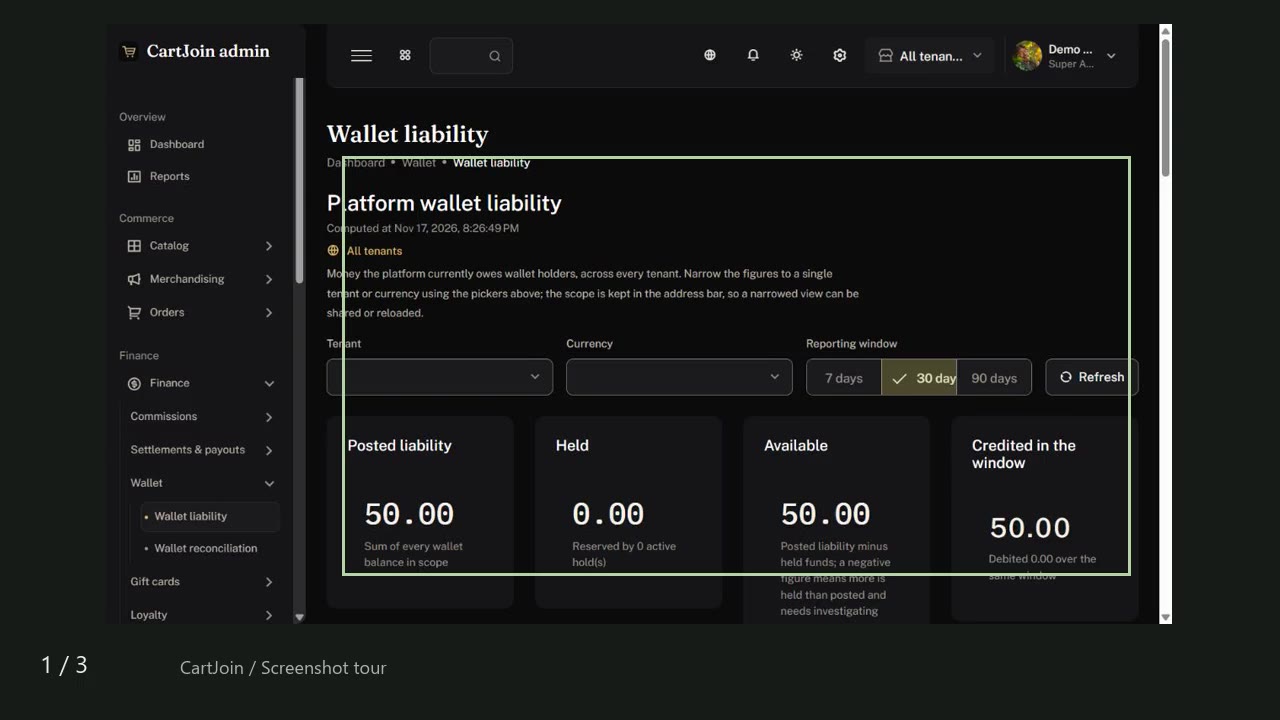 CartJoin admin
All tenan...
Demo ...
Super A...
Overview
Dashboard
Reports
Commerce
Catalog
Merchandising
Orders
Finance
Finance
Commissions
Settlements & payouts
Wallet
Wallet liability
Wallet reconciliation
Gift cards
Loyalty
Wallet liability
Dashboard • Wallet • Wallet liability
Platform wallet liability
Computed at Nov 17, 2026, 8:26:49 PM
All tenants
Money the platform currently owes wallet holders, across every tenant. Narrow the figures to a single
tenant or currency using the pickers above; the scope is kept in the address bar, so a narrowed view can be
shared or reloaded.
Tenant
Currency
Reporting window
7 days
30 day
90 days
Refresh
Posted liability
50.00
Sum of every wallet
balance in scope
Held
0.00
Reserved by 0 active
hold(s)
Available
50.00
Posted liability minus
held funds; a negative
figure means more is
held than posted and
needs investigating
Credited in the
window
50.00
Debited 0.00 over the
same window
1 / 3
CartJoin / Screenshot tour